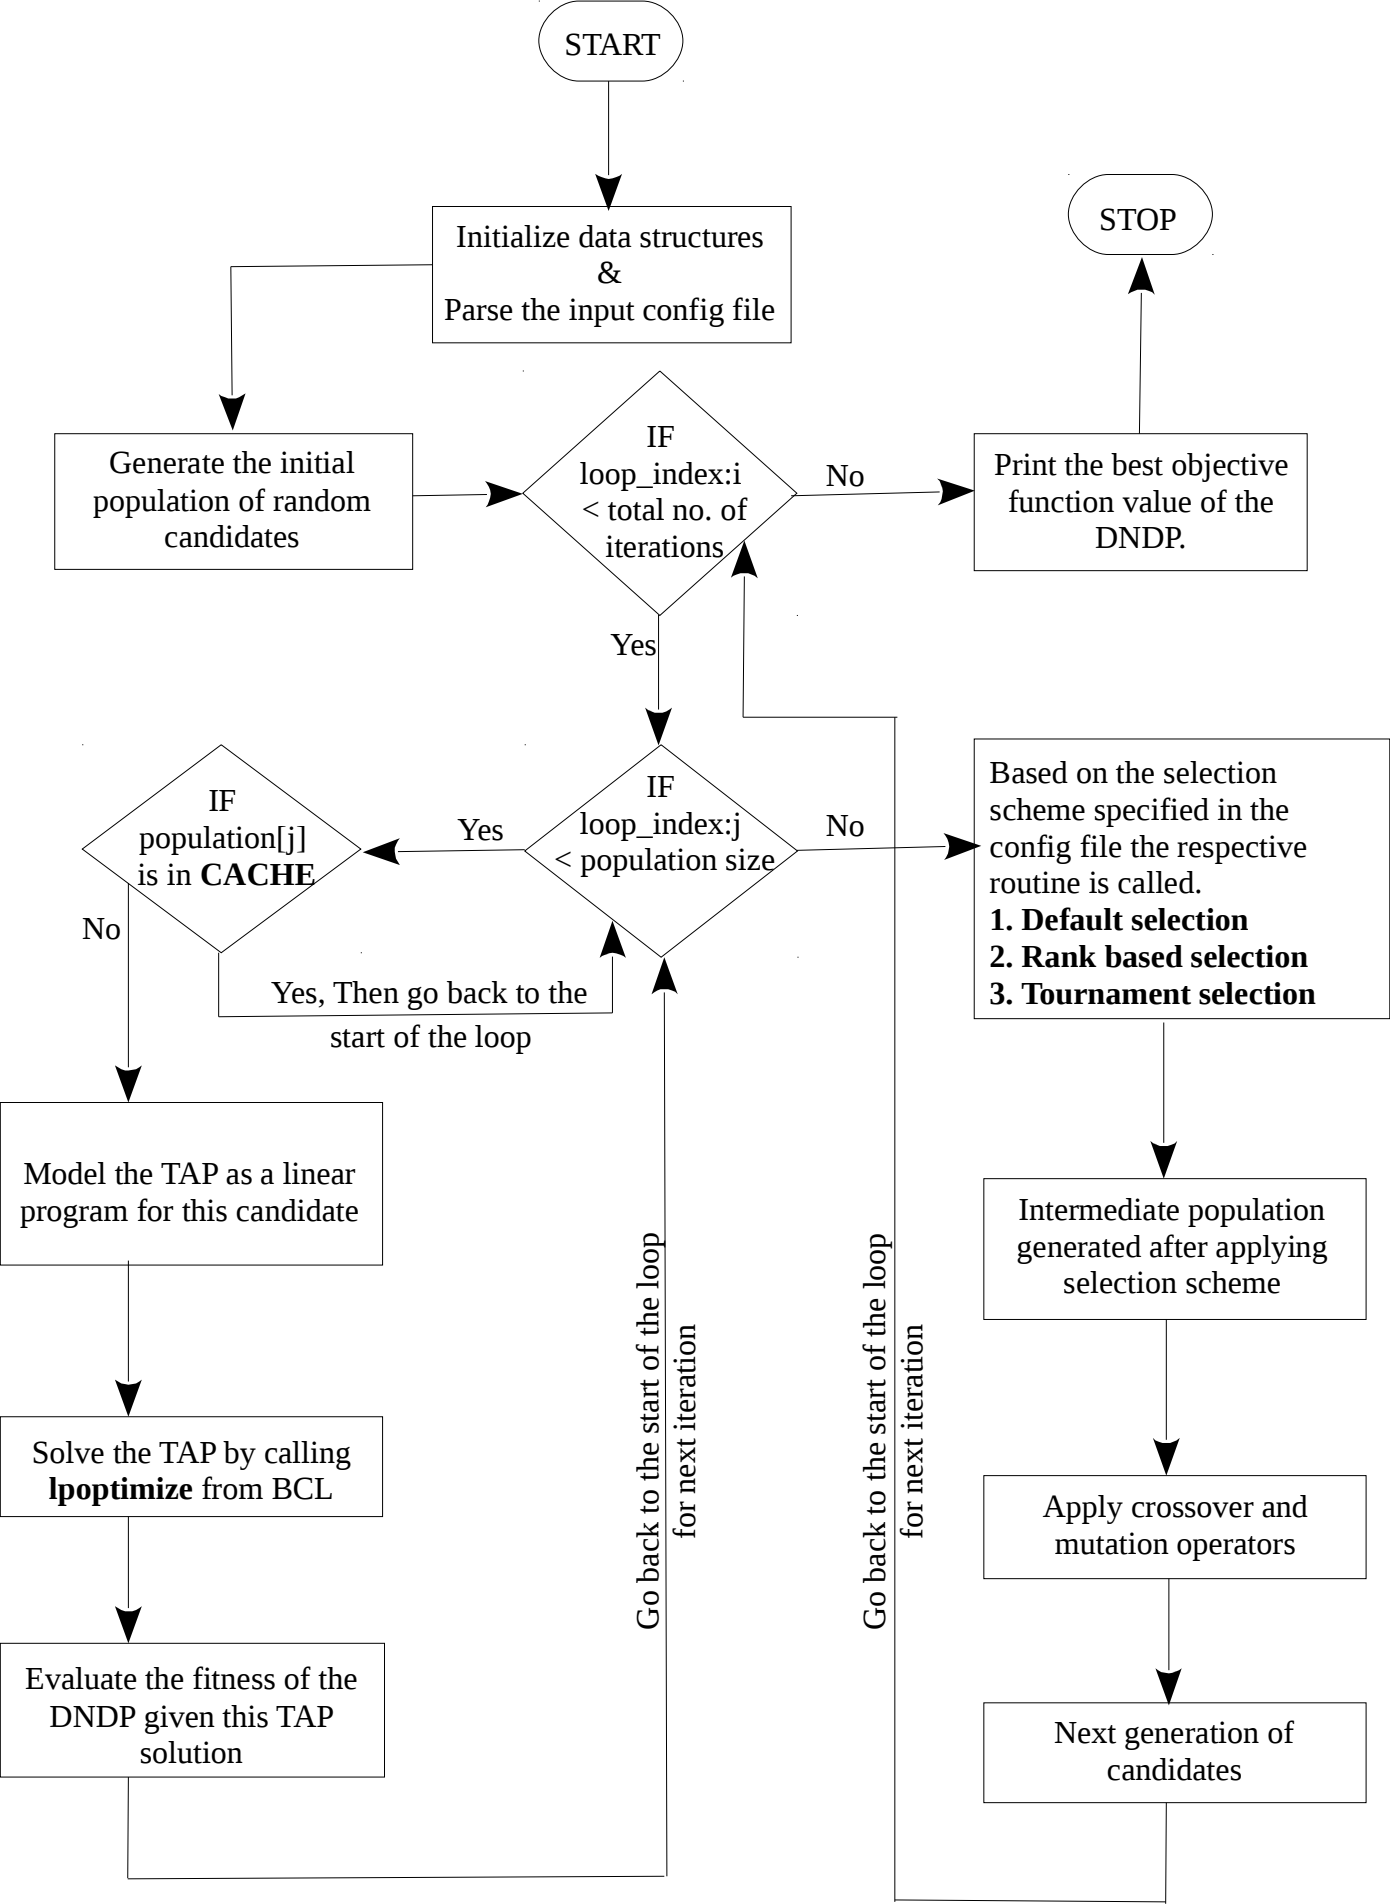 START
STOP
Initialize data structures
&
Parse the input config file
Generate the initial
population of random
candidates
IF
loop_index:i
< total no. of
iterations
No
Print the best objective
function value of the
DNDP.
Yes
IF
population[j]
is in CACHE
Yes
IF
loop_index:j
< population size
No
Based on the selection
scheme specified in the
config file the respective
routine is called.
1. Default selection
2. Rank based selection
3. Tournament selection
No
Yes, Then go back to the
start of the loop
Model the TAP as a linear
program for this candidate
Go back to the start of the loop
for next iteration
Go back to the start of the loop
for next iteration
Intermediate population
generated after applying
selection scheme
Solve the TAP by calling
lpoptimize from BCL
Apply crossover and
mutation operators
Evaluate the fitness of the
DNDP given this TAP
solution
Next generation of
candidates